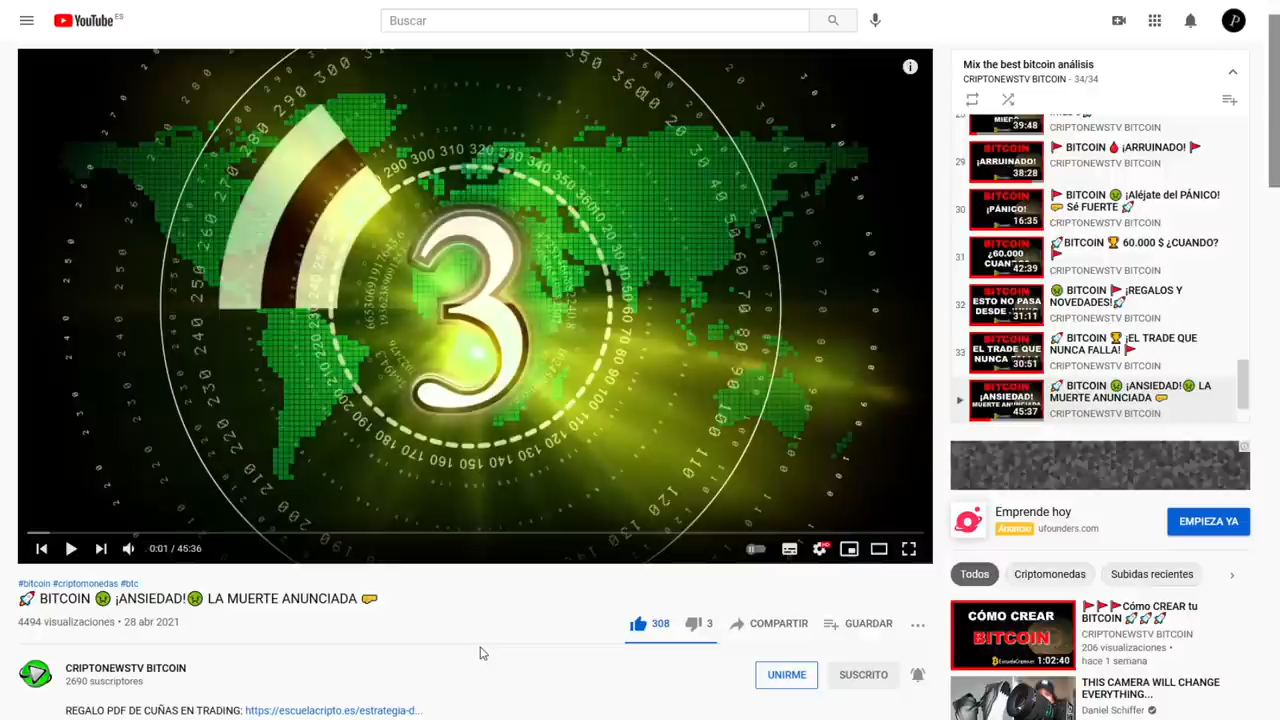 YouTube ES
Buscar
3
0:01 / 45:36
#bitcoin #criptomonedas #btc
🚀 BITCOIN 🤢 ¡ANSIEDAD!🤢 LA MUERTE ANUNCIADA 🤛
4494 visualizaciones • 28 abr 2021
308
3
COMPARTIR
GUARDAR
CRIPTONEWSTV BITCOIN
2690 suscriptores
UNIRME
SUSCRITO
REGALO PDF DE CUÑAS EN TRADING: https://escuelacripto.es/estrategia-d...
Mix the best bitcoin análisis
CRIPTONEWSTV BITCOIN - 34/34
39:48
CRIPTONEWSTV BITCOIN
29
BITCOIN
¡ARRUINADO!
38:28
🚩 BITCOIN 🩸 ¡ARRUINADO! 🚩
CRIPTONEWSTV BITCOIN
30
BITCOIN
¡PÁNICO!
16:35
🚩 BITCOIN 🤢 ¡Aléjate del PÁNICO!
🤛 Sé FUERTE 🚀
CRIPTONEWSTV BITCOIN
31
BITCOIN
¿60.000
42:39
🚀BITCOIN 🏆 60.000 $ ¿CUANDO?
🚩
CRIPTONEWSTV BITCOIN
32
BITCOIN
ESTO NO PASA
DESDE
31:11
🤢 BITCOIN 🚩 ¡REGALOS Y
NOVEDADES!🚀
CRIPTONEWSTV BITCOIN
33
BITCOIN
EL TRADE QUE
NUNCA
30:51
🚀 BITCOIN 🏆 ¡EL TRADE QUE
NUNCA FALLA! 🚩
CRIPTONEWSTV BITCOIN
BITCOIN
¡ANSIEDAD!
MUERTE ANUNCIADA
45:37
🚀 BITCOIN 🤢 ¡ANSIEDAD!🤢 LA
MUERTE ANUNCIADA 🤛
CRIPTONEWSTV BITCOIN
Emprende hoy
Anuncio ufounders.com
EMPIEZA YA
Todos
Criptomonedas
Subidas recientes
CÓMO CREAR
BITCOIN
EscuelaCripto.es
1:02:40
🚩🚩🚩Cómo CREAR tu
BITCOIN 🚀🚀🚀
CRIPTONEWSTV BITCOIN
206 visualizaciones •
hace 1 semana
THIS CAMERA WILL CHANGE
EVERYTHING...
Daniel Schiffer